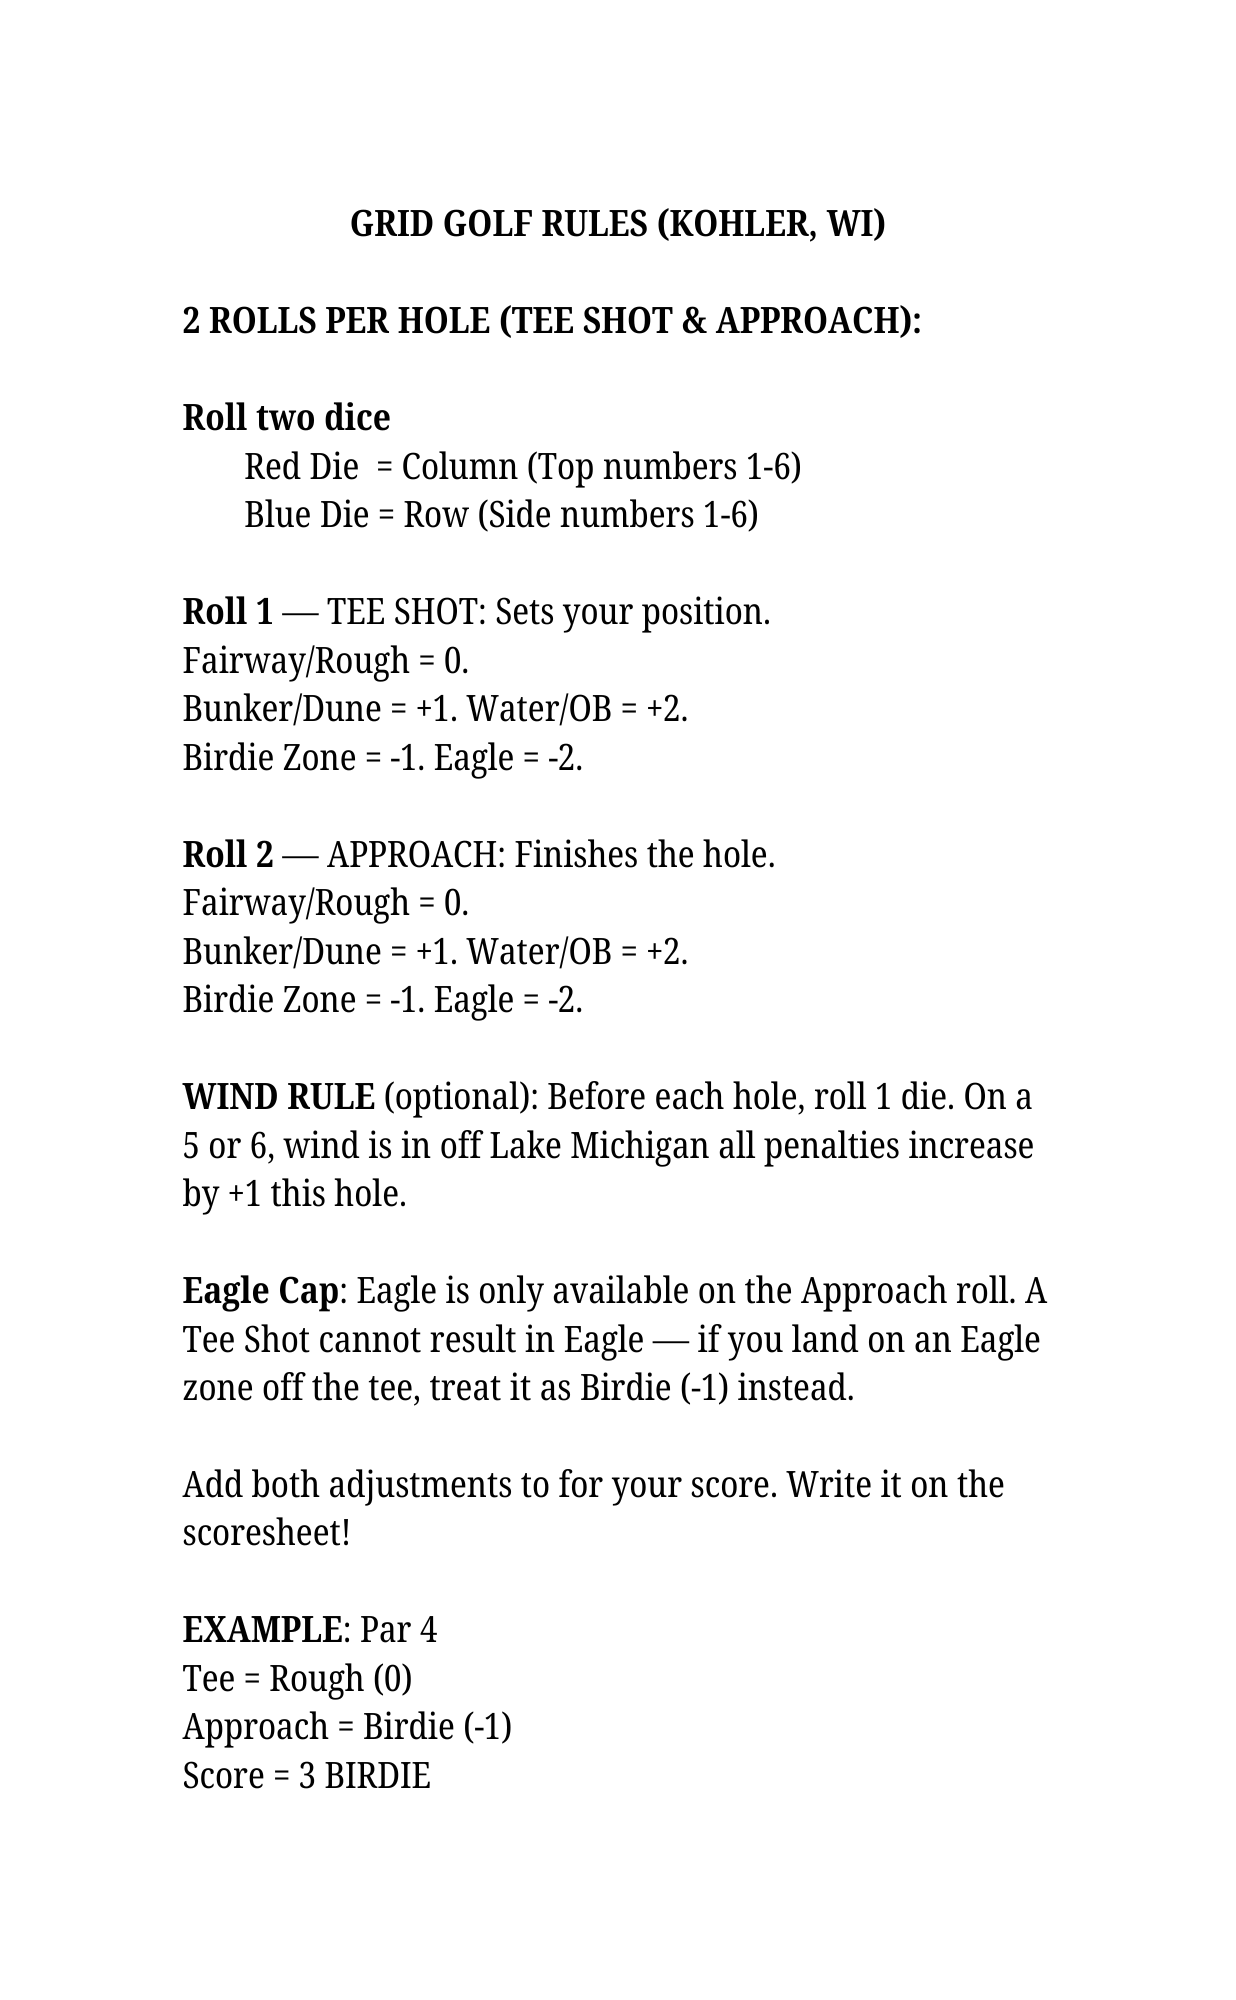 GRID GOLF RULES (KOHLER, WI)
2 ROLLS PER HOLE (TEE SHOT & APPROACH):
Roll two dice
Red Die  = Column (Top numbers 1-6)
Blue Die = Row (Side numbers 1-6)
Roll 1 — TEE SHOT: Sets your position.
Fairway/Rough = 0.
Bunker/Dune = +1. Water/OB = +2.
Birdie Zone = -1. Eagle = -2.
Roll 2 — APPROACH: Finishes the hole.
Fairway/Rough = 0.
Bunker/Dune = +1. Water/OB = +2.
Birdie Zone = -1. Eagle = -2.
WIND RULE (optional): Before each hole, roll 1 die. On a
5 or 6, wind is in off Lake Michigan all penalties increase
by +1 this hole.
Eagle Cap: Eagle is only available on the Approach roll. A
Tee Shot cannot result in Eagle — if you land on an Eagle
zone off the tee, treat it as Birdie (-1) instead.
Add both adjustments to for your score. Write it on the
scoresheet!
EXAMPLE: Par 4
Tee = Rough (0)
Approach = Birdie (-1)
Score = 3 BIRDIE